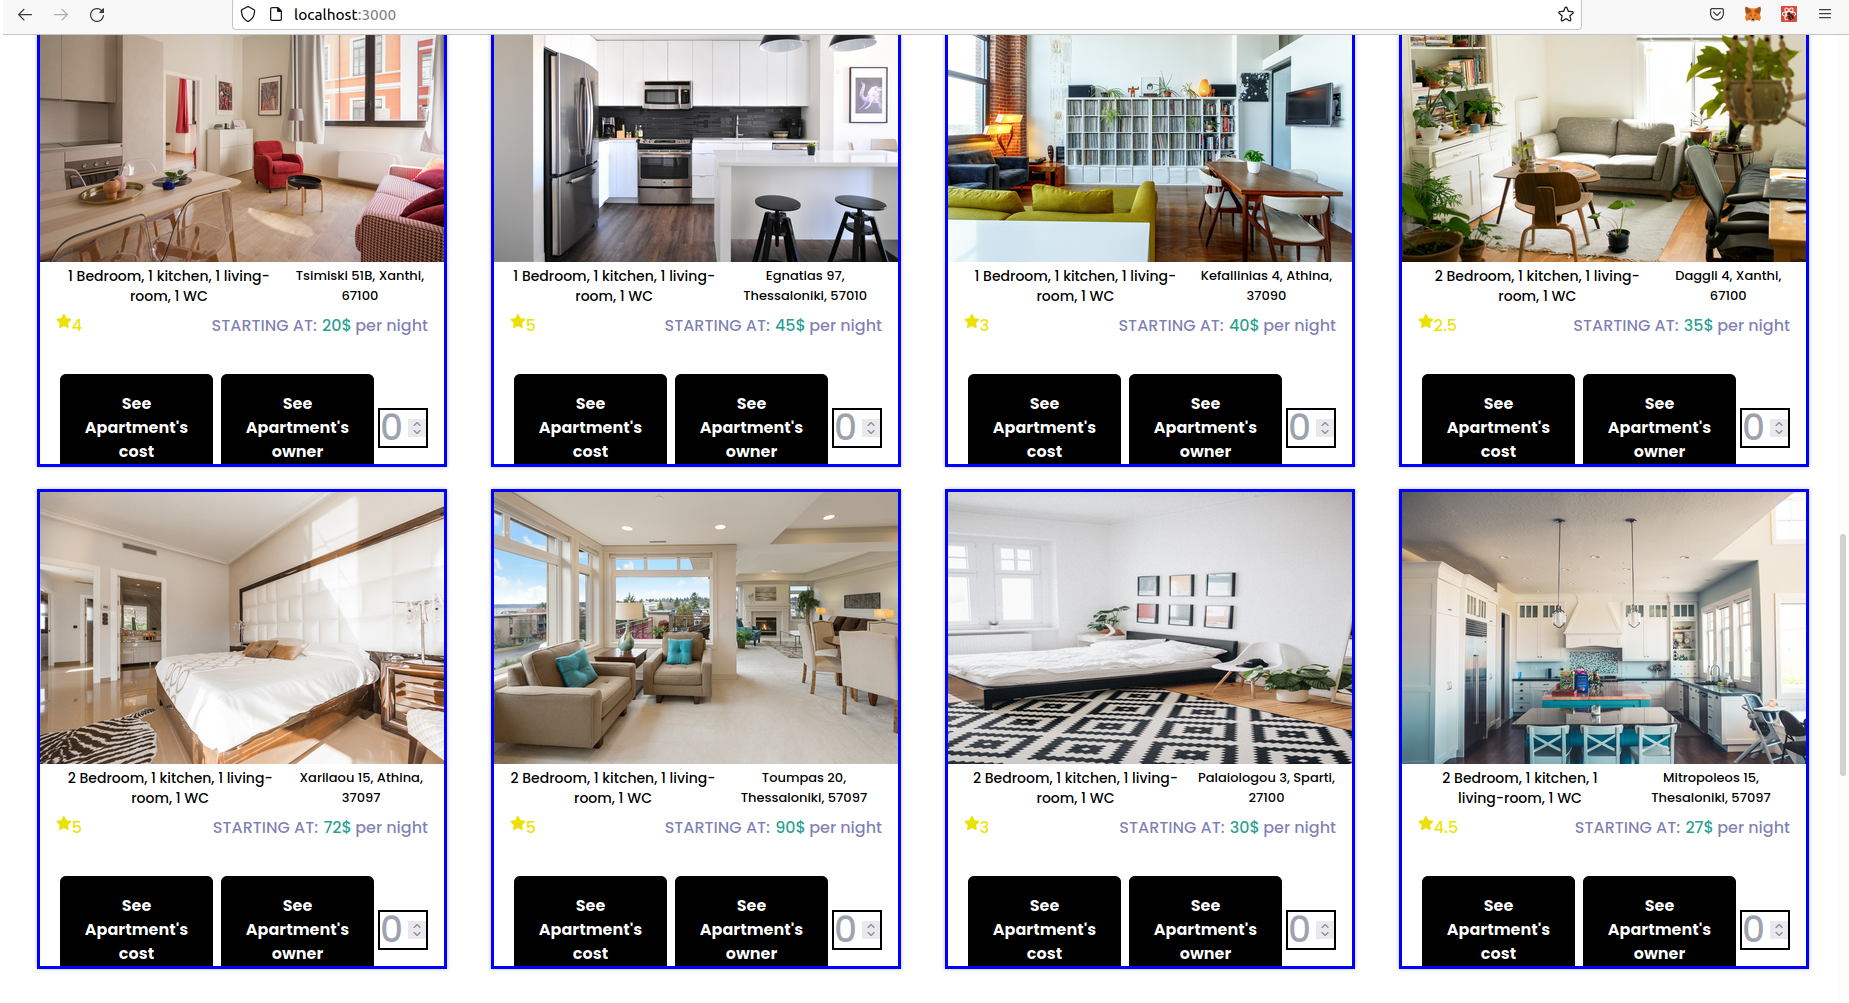 localhost:3000
1 Bedroom, 1 kitchen, 1 living-
room, 1 WC
Tsimiski 51B, Xanthi,
67100
4
STARTING AT: 20$ per night
See
Apartment's
cost
See
Apartment's
owner
0
1 Bedroom, 1 kitchen, 1 living-
room, 1 WC
Egnatias 97,
Thessaloniki, 57010
5
STARTING AT: 45$ per night
See
Apartment's
cost
See
Apartment's
owner
0
1 Bedroom, 1 kitchen, 1 living-
room, 1 WC
Kefallinias 4, Athina,
37090
3
STARTING AT: 40$ per night
See
Apartment's
cost
See
Apartment's
owner
0
2 Bedroom, 1 kitchen, 1 living-
room, 1 WC
Daggli 4, Xanthi,
67100
2.5
STARTING AT: 35$ per night
See
Apartment's
cost
See
Apartment's
owner
0
2 Bedroom, 1 kitchen, 1 living-
room, 1 WC
Xarilaou 15, Athina,
37097
5
STARTING AT: 72$ per night
See
Apartment's
cost
See
Apartment's
owner
0
2 Bedroom, 1 kitchen, 1 living-
room, 1 WC
Toumpas 20,
Thessaloniki, 57097
5
STARTING AT: 90$ per night
See
Apartment's
cost
See
Apartment's
owner
0
2 Bedroom, 1 kitchen, 1 living-
room, 1 WC
Palaiologou 3, Sparti,
27100
3
STARTING AT: 30$ per night
See
Apartment's
cost
See
Apartment's
owner
0
2 Bedroom, 1 kitchen, 1
living-room, 1 WC
Mitropoleos 15,
Thessaloniki, 57097
4.5
STARTING AT: 27$ per night
See
Apartment's
cost
See
Apartment's
owner
0